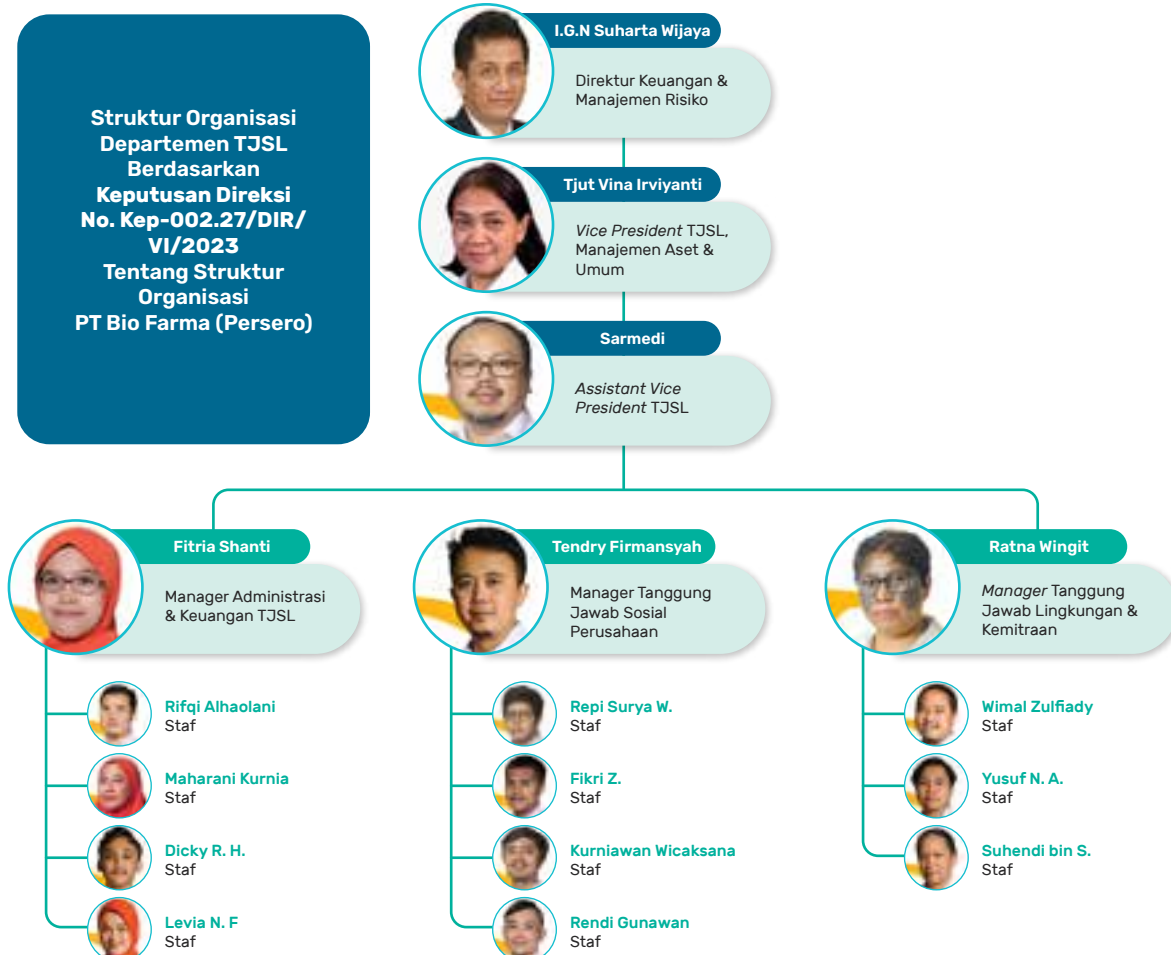 Struktur Organisasi
Departemen TJSL
Berdasarkan
Keputusan Direksi
No. Kep-002.27/DIR/
VI/2023
Tentang Struktur
Organisasi
PT Bio Farma (Persero)
I.G.N Suharta Wijaya
Direktur Keuangan &
Manajemen Risiko
Tjut Vina Irviyanti
Vice President TJSL,
Manajemen Aset &
Umum
Sarmedi
Assistant Vice
President TJSL
Fitria Shanti
Manager Administrasi
& Keuangan TJSL
Rifqi Alhaolani
Staf
Maharani Kurnia
Staf
Dicky R. H.
Staf
Levia N. F
Staf
Tendry Firmansyah
Manager Tanggung
Jawab Sosial
Perusahaan
Repi Surya W.
Staf
Fikri Z.
Staf
Kurniawan Wicaksana
Staf
Rendi Gunawan
Staf
Ratna Wingit
Manager Tanggung
Jawab Lingkungan &
Kemitraan
Wimal Zulfiady
Staf
Yusuf N. A.
Staf
Suhendi bin S.
Staf